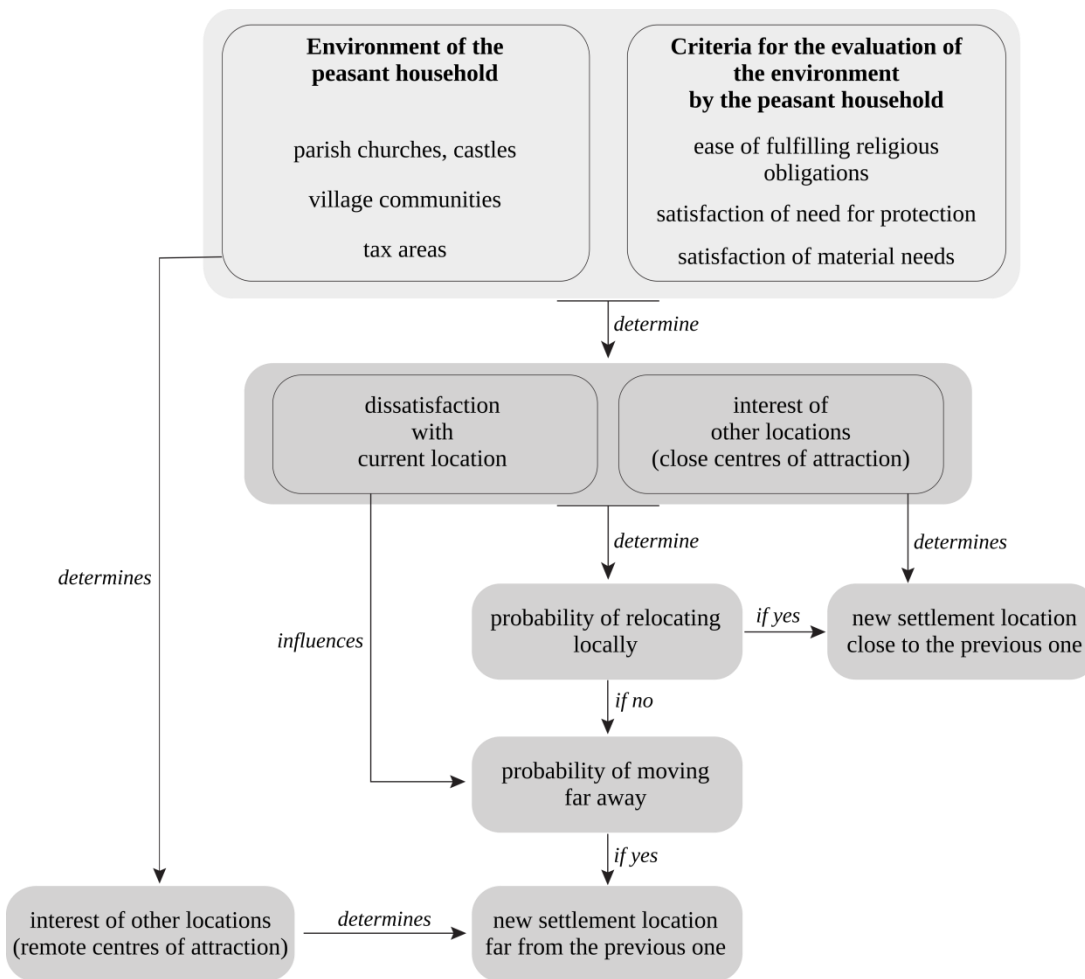 Environment of the
peasant household
parish churches, castles
village communities
tax areas
Criteria for the evaluation of
the environment
by the peasant household
ease of fulfilling religious
obligations
satisfaction of need for protection
satisfaction of material needs
determine
dissatisfaction
with
current location
interest of
other locations
(close centres of attraction)
determine
determines
determines
influences
probability of relocating
locally
if yes
new settlement location
close to the previous one
if no
probability of moving
far away
if yes
interest of other locations
(remote centres of attraction)
determines
new settlement location
far from the previous one